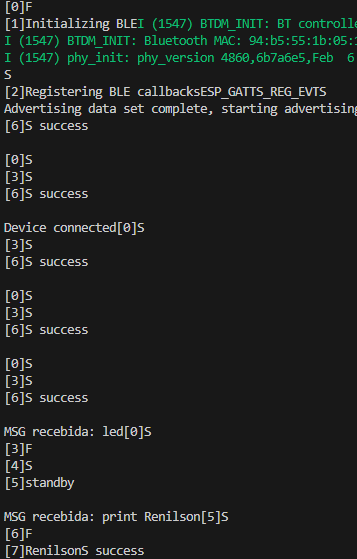 [0]F
[1]Initializing BLEI (1547) BTDM_INIT: BT controlle
I (1547) BTDM_INIT: Bluetooth MAC: 94:b5:55:1b:05:1
I (1547) phy_init: phy_version 4860,6b7a6e5,Feb  6
S
[2]Registering BLE callbacksESP_GATTS_REG_EVTS
Advertising data set complete, starting advertising
[6]S success

[0]S
[3]S
[6]S success

Device connected[0]S
[3]S
[6]S success

[0]S
[3]S
[6]S success

[0]S
[3]S
[6]S success

MSG recebida: led[0]S
[3]F
[4]S
[5]standby

MSG recebida: print Renilson[5]S
[6]F
[7]RenilsonS success